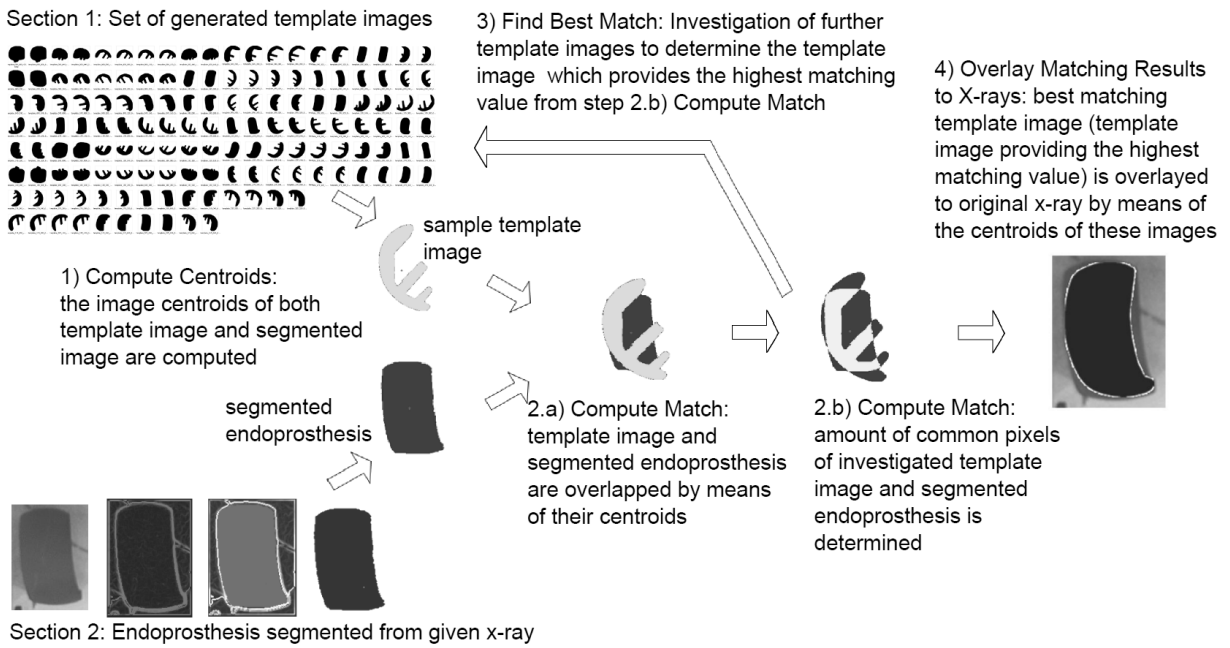 Section 1: Set of generated template images
3) Find Best Match: Investigation of further
template images to determine the template
image which provides the highest matching
value from step 2.b) Compute Match
4) Overlay Matching Results
to X-rays: best matching
template image (template
image providing the highest
matching value) is overlayed
to original x-ray by means of
the centroids of these images
sample template
image
1) Compute Centroids:
the image centroids of both
template image and segmented
image are computed
segmented
endoprosthesis
2.a) Compute Match:
template image and
segmented endoprosthesis
are overlapped by means
of their centroids
2.b) Compute Match:
amount of common pixels
of investigated template
image and segmented
endoprosthesis is
determined
Section 2: Endoprosthesis segmented from given x-ray